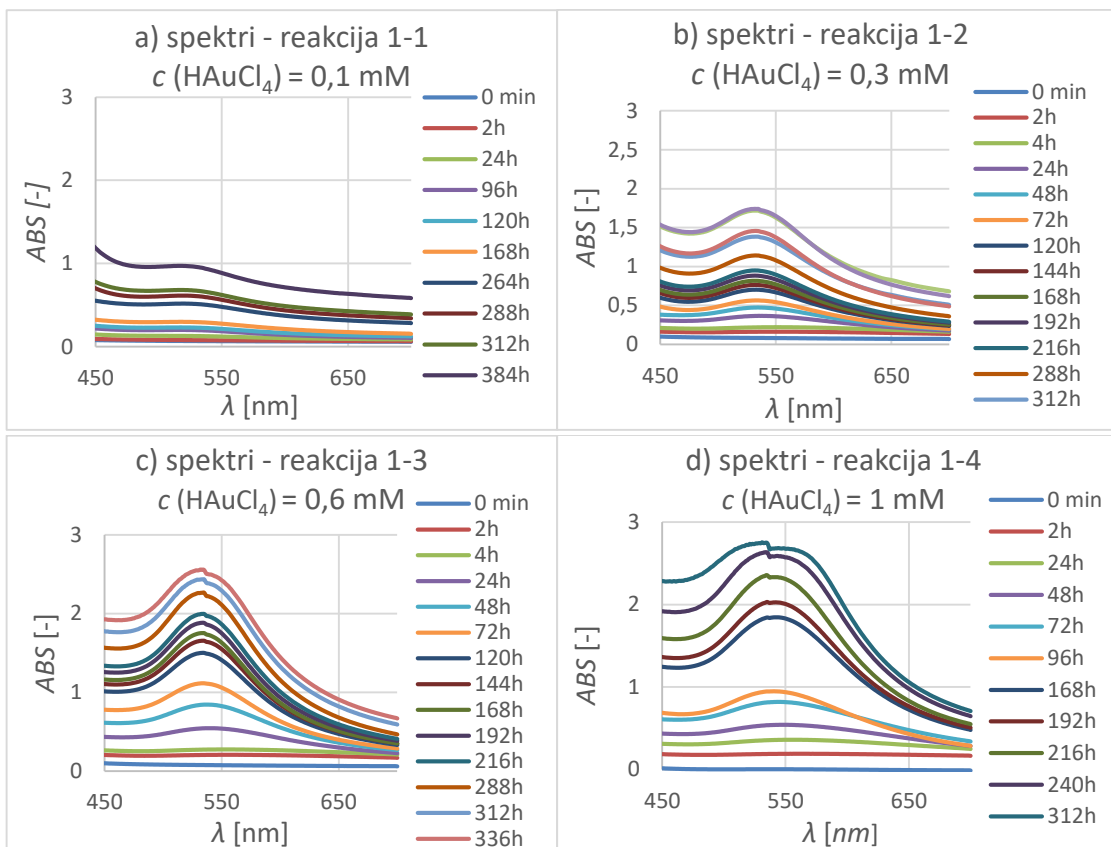 a) spektri - reakcija 1-1
c (HAuCl₄) = 0,1 mM
3
2
1
0
ABS [-]
450
550
650
λ [nm]
0 min
2h
24h
96h
120h
168h
264h
288h
312h
384h
b) spektri - reakcija 1-2
c (HAuCl₄) = 0,3 mM
3
2,5
2
1,5
1
0,5
0
ABS [-]
450
550
650
λ [nm]
0 min
2h
4h
24h
48h
72h
120h
144h
168h
192h
216h
288h
312h
c) spektri - reakcija 1-3
c (HAuCl₄) = 0,6 mM
3
2
1
0
ABS [-]
450
550
650
λ [nm]
0 min
2h
4h
24h
48h
72h
120h
144h
168h
192h
216h
288h
312h
336h
d) spektri - reakcija 1-4
c (HAuCl₄) = 1 mM
3
2
1
0
ABS [-]
450
550
650
λ [nm]
0 min
2h
24h
48h
72h
96h
168h
192h
216h
240h
312h